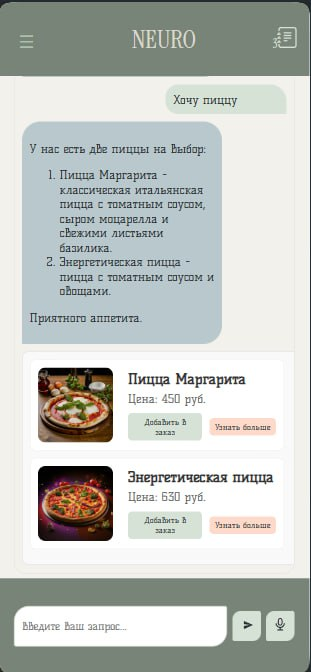 NEURO
Хочу пиццу
У нас есть две пиццы на выбор:
1. Пицца Маргарита -
классическая итальянская
пицца с томатным соусом,
сыром моцарелла и
свежими листьями
базилика.
2. Энергетическая пицца -
пицца с томатным соусом и
овощами.
Приятного аппетита.
Пицца Маргарита
Цена: 450 руб.
Добавить в
заказ
Узнать больше
Энергетическая пицца
Цена: 630 руб.
Добавить в
заказ
Узнать больше
Введите ваш запрос...